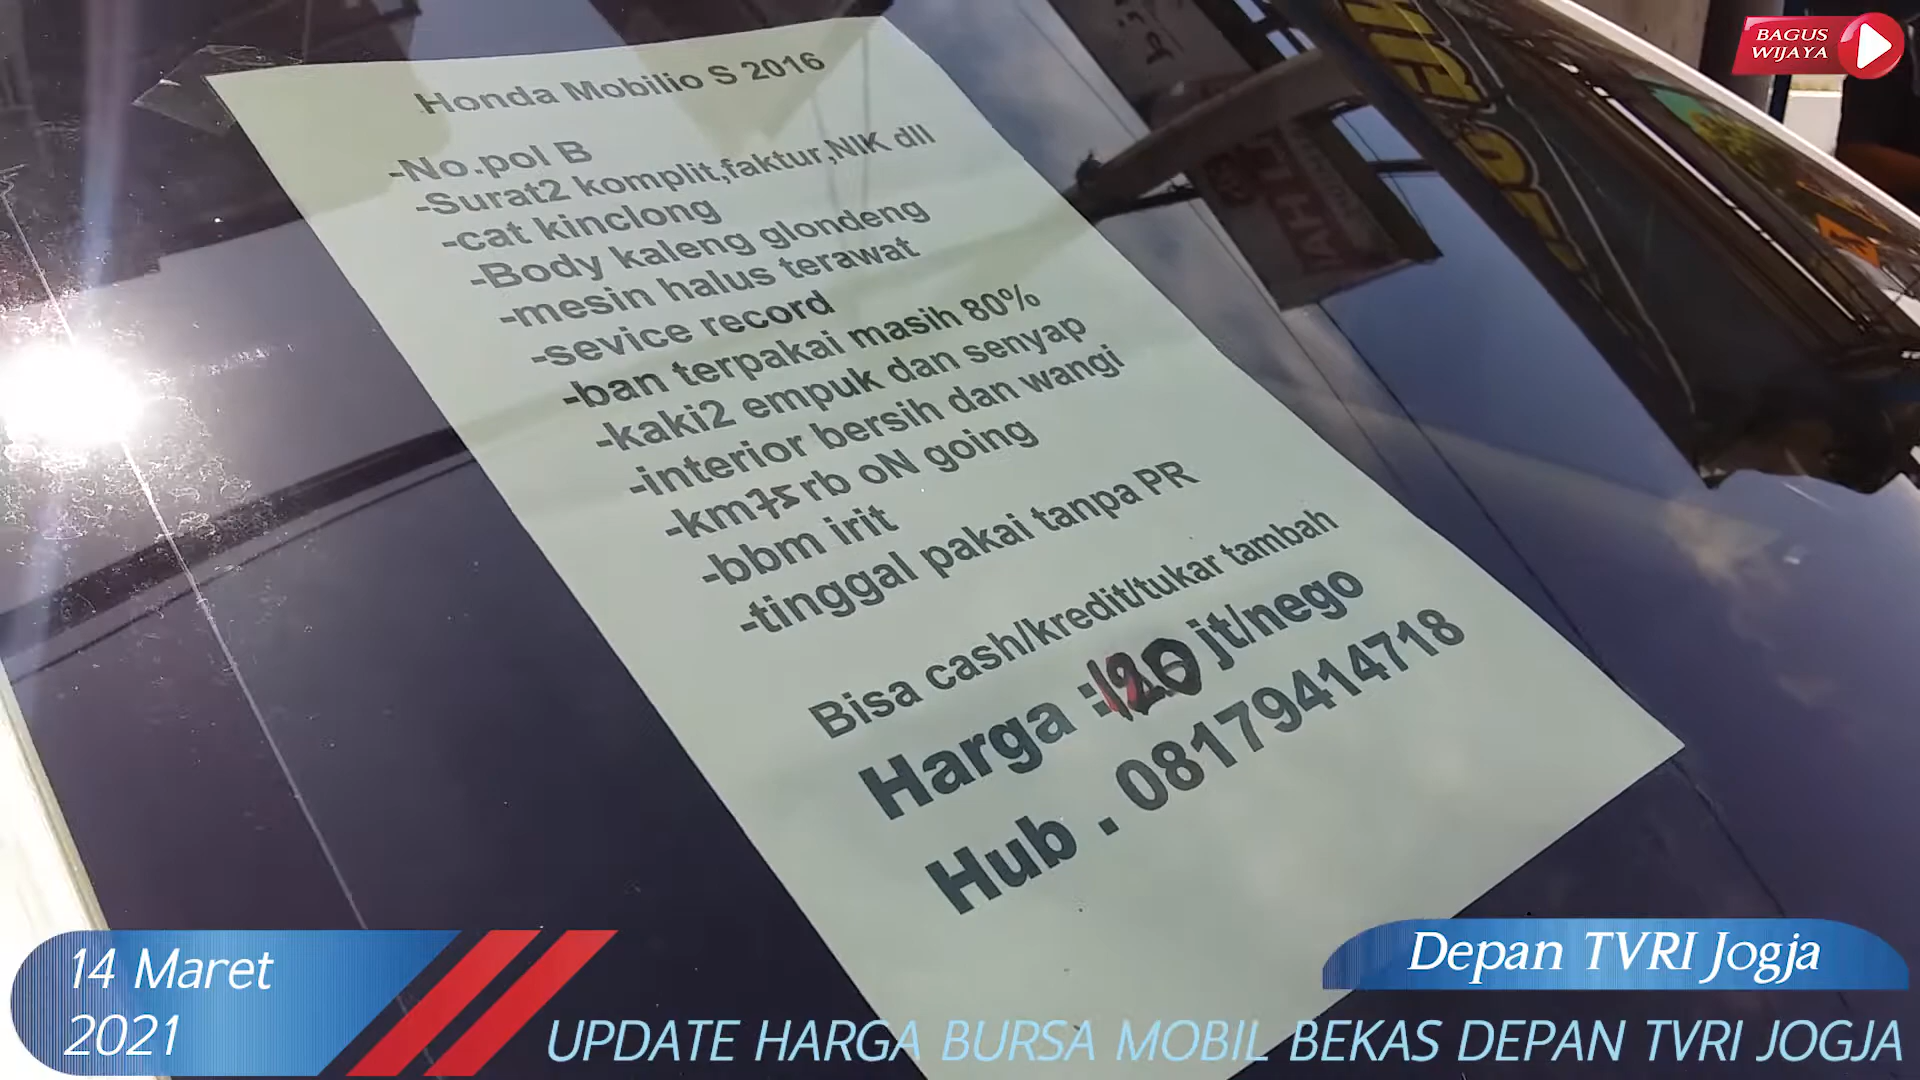 BAGUS
WIJAYA
Honda Mobilio S 2016
-No.pol B
-Surat2 komplit,faktur,NIK dll
-cat kinclong
-Body kaleng glondeng
-mesin halus terawat
-sevice record
-ban terpakai masih 80%
-kaki2 empuk dan senyap
-interior bersih dan wangi
-km75 rb oN going
-bbm irit
-tinggal pakai tanpa PR
Bisa cash/kredit/tukar tambah
Harga :120 jt/nego
Hub . 08179414718
14 Maret
2021
Depan TVRI Jogja
UPDATE HARGA BURSA MOBIL BEKAS DEPAN TVRI JOGJA